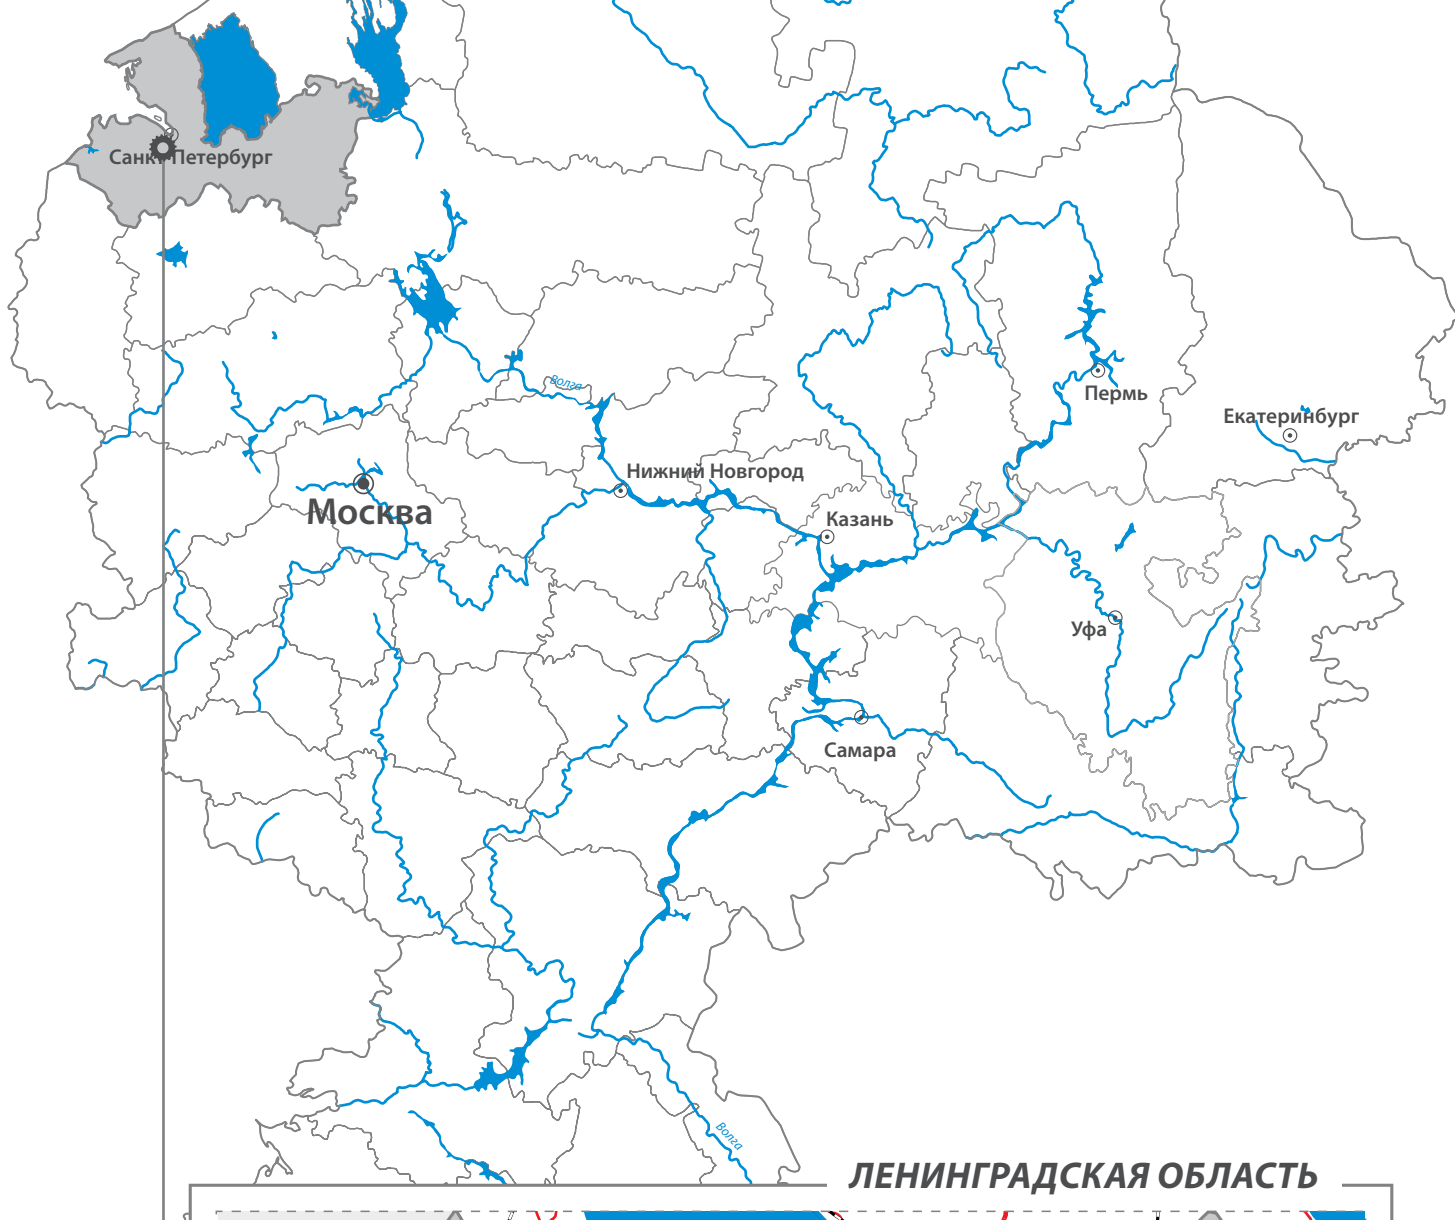 Санкт-Петербург
Волга
Пермь
Екатеринбург
Нижний Новгород
Москва
Казань
Уфа
Самара
Волга
ЛЕНИНГРАДСКАЯ ОБЛАСТЬ